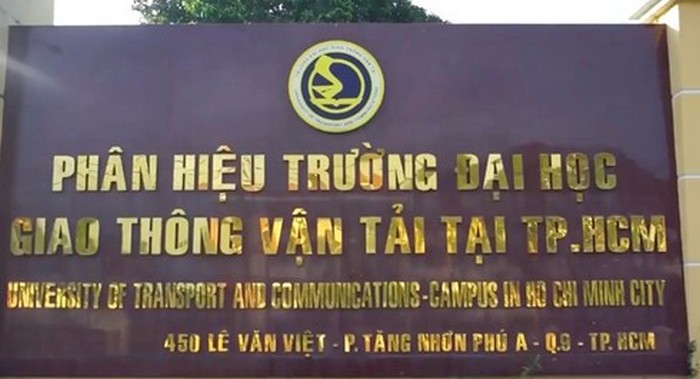 PHÂN HIỆU TRƯỜNG ĐẠI HỌC
GIAO THÔNG VẬN TẢI TẠI TP.HCM
UNIVERSITY OF TRANSPORT AND COMMUNICATIONS-CAMPUS IN HO CHI MINH CITY
450 LÊ VĂN VIỆT - P.TĂNG NHƠN PHÚ A - Q.9 - TP. HCM